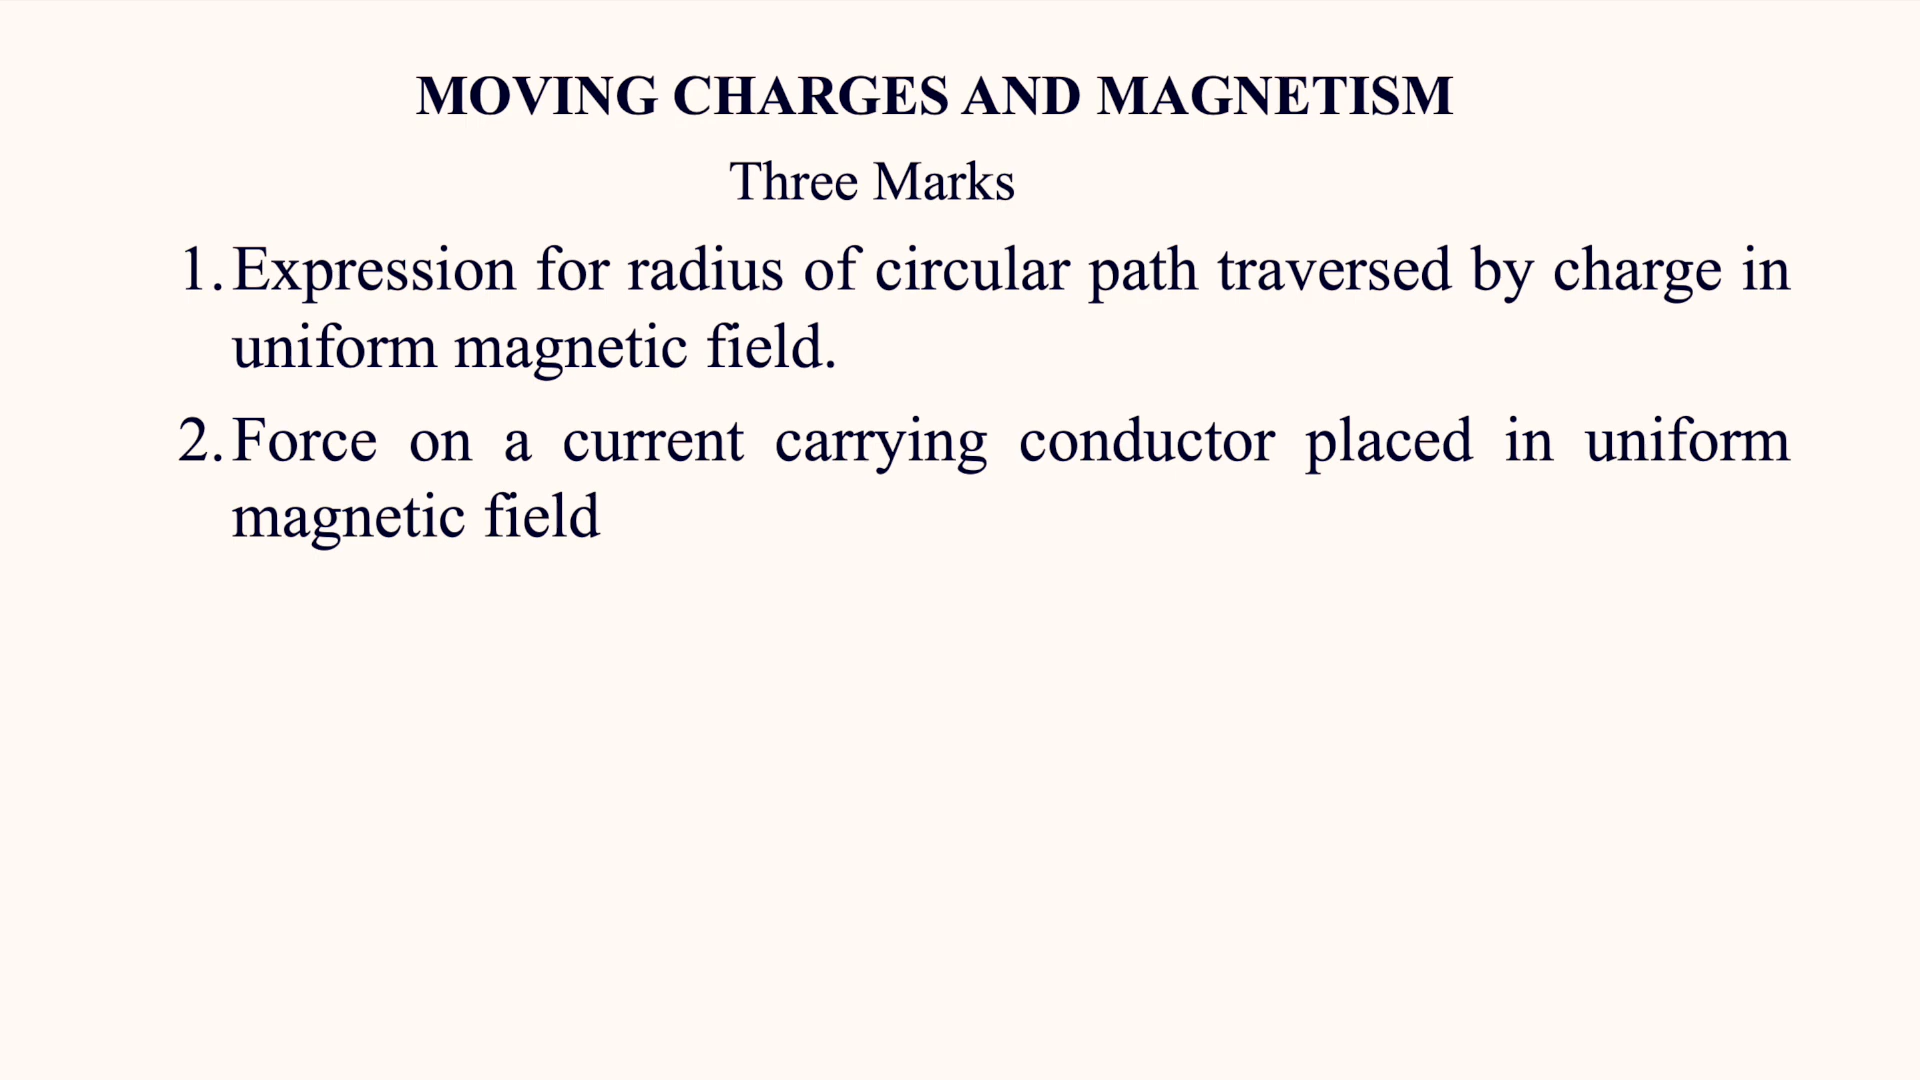 MOVING CHARGES AND MAGNETISM
Three Marks
1. Expression for radius of circular path traversed by charge in
uniform magnetic field.
2. Force on a current carrying conductor placed in uniform
magnetic field